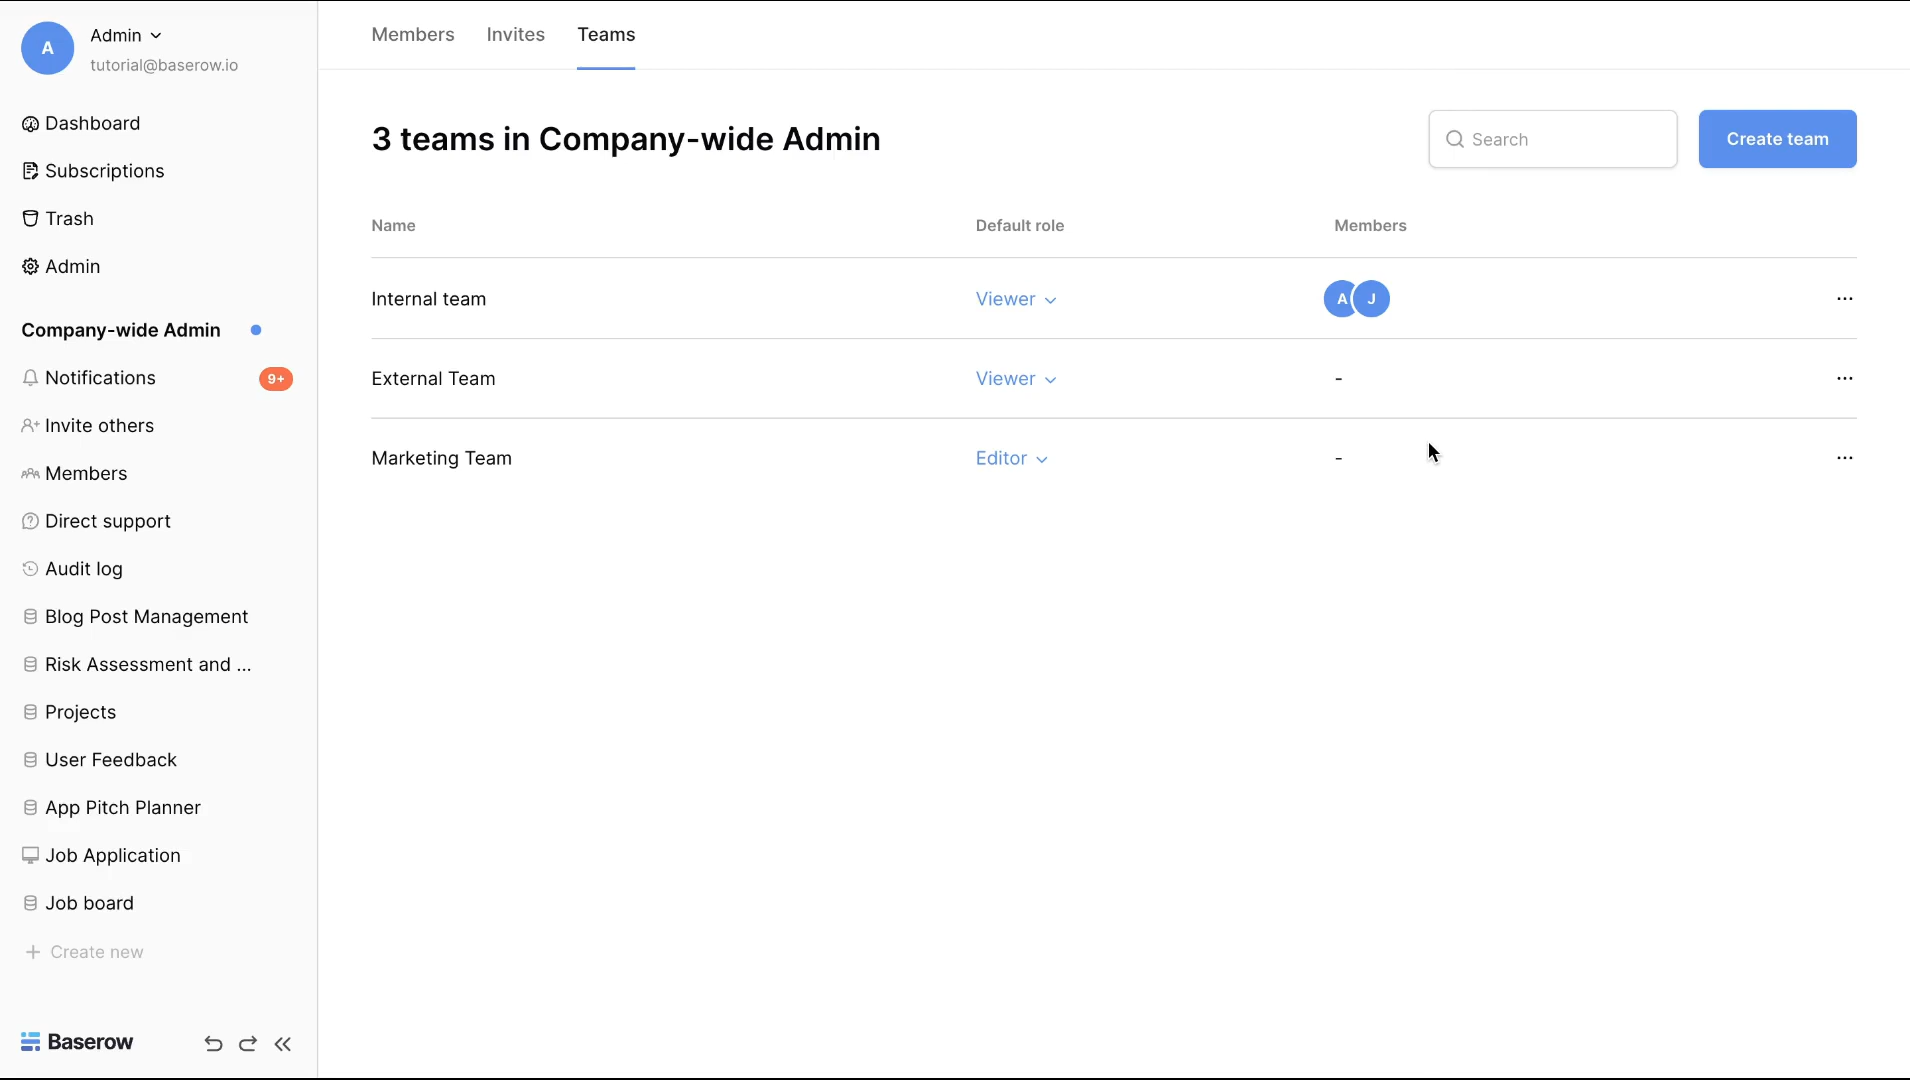 A
Admin
tutorial@baserow.io
Dashboard
Subscriptions
Trash
Admin
Company-wide Admin
Notifications 9+
Invite others
Members
Direct support
Audit log
Blog Post Management
Risk Assessment and ...
Projects
User Feedback
App Pitch Planner
Job Application
Job board
+ Create new
Baserow
Members Invites Teams
3 teams in Company-wide Admin
Search
Create team
Name Default role Members
Internal team Viewer A J ...
External Team Viewer - ...
Marketing Team Editor - ...